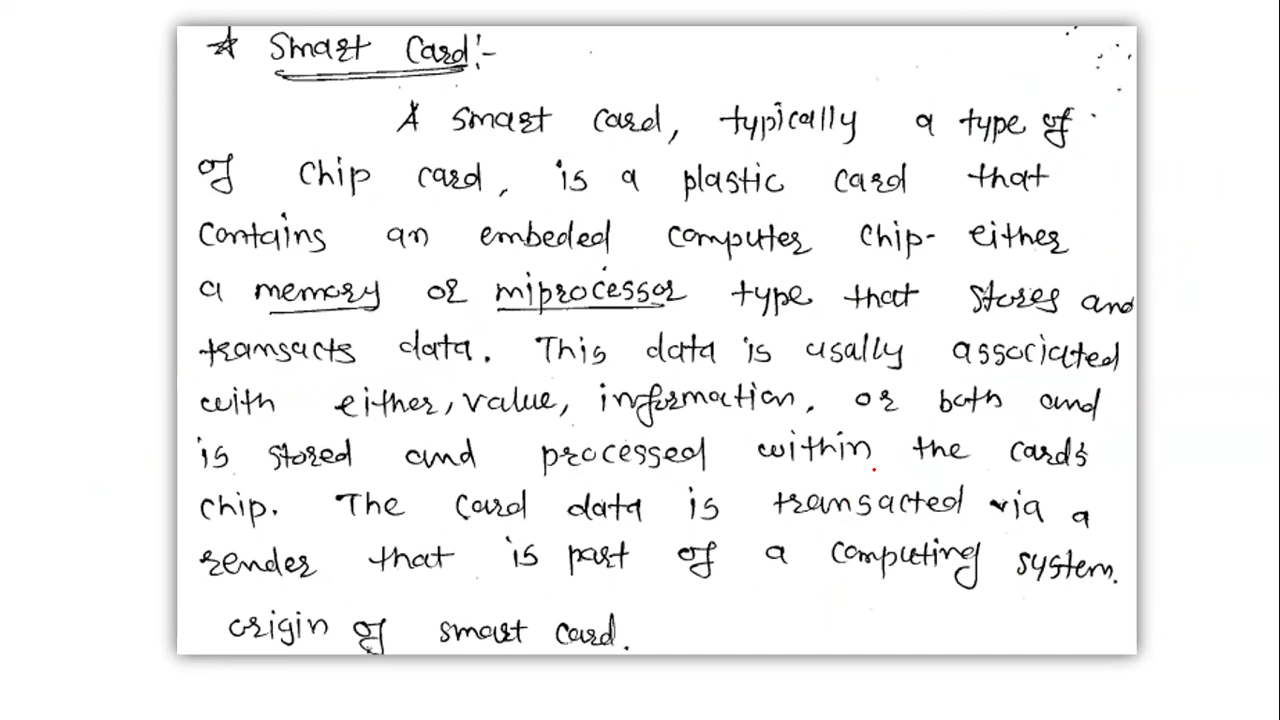 * Smart Card:-
A smart card, typically a type of
of chip card, is a plastic card that
contains an embeded computer chip- either
a memory or miprocessor type that stores and
transacts data. This data is usally associated
with either, value, information, or both and
is stored and processed within the card's
chip. The card data is transacted via a
render that is part of a computing system.
origin of smart card.